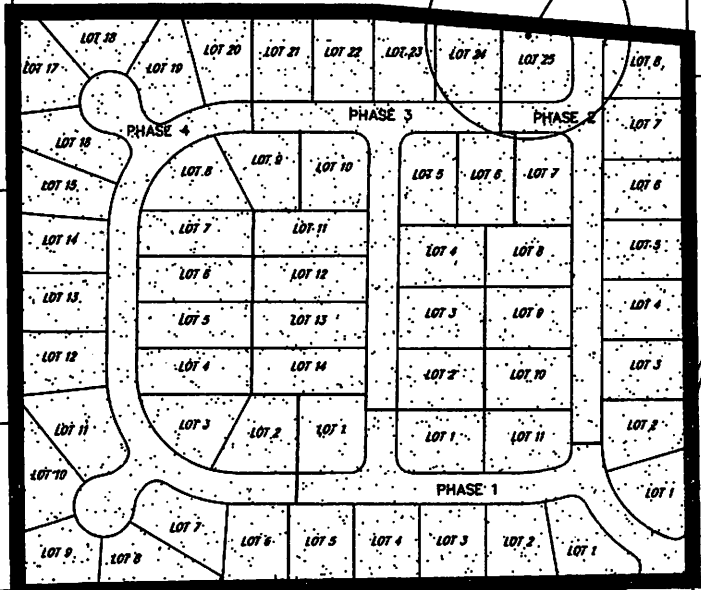 LOT 18
LOT 20
LOT 21
LOT 22
LOT 23
LOT 24
LOT 25
LOT 8
LOT 17
LOT 19
PHASE 3
PHASE 2
PHASE 4
LOT 7
LOT 16
LOT 8
LOT 9
LOT 10
LOT 5
LOT 6
LOT 7
LOT 6
LOT 15
LOT 7
LOT 11
LOT 14
LOT 4
LOT 8
LOT 5
LOT 6
LOT 12
LOT 13
LOT 3
LOT 9
LOT 4
LOT 5
LOT 13
LOT 12
LOT 4
LOT 14
LOT 2
LOT 10
LOT 3
LOT 11
LOT 3
LOT 2
LOT 1
LOT 1
LOT 11
LOT 2
LOT 10
PHASE 1
LOT 1
LOT 9
LOT 8
LOT 7
LOT 6
LOT 5
LOT 4
LOT 3
LOT 2
LOT 1